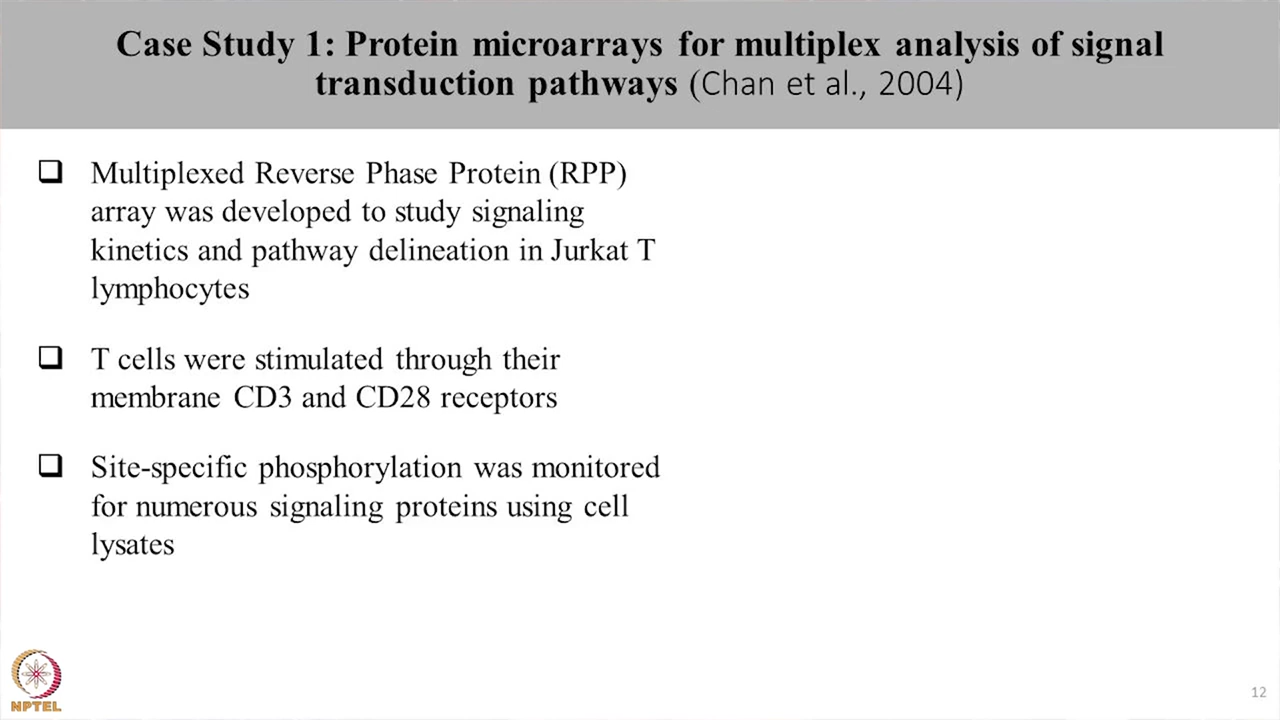 Case Study 1: Protein microarrays for multiplex analysis of signal
transduction pathways (Chan et al., 2004)
Multiplexed Reverse Phase Protein (RPP)
array was developed to study signaling
kinetics and pathway delineation in Jurkat T
lymphocytes
T cells were stimulated through their
membrane CD3 and CD28 receptors
Site-specific phosphorylation was monitored
for numerous signaling proteins using cell
lysates
NPTEL
12